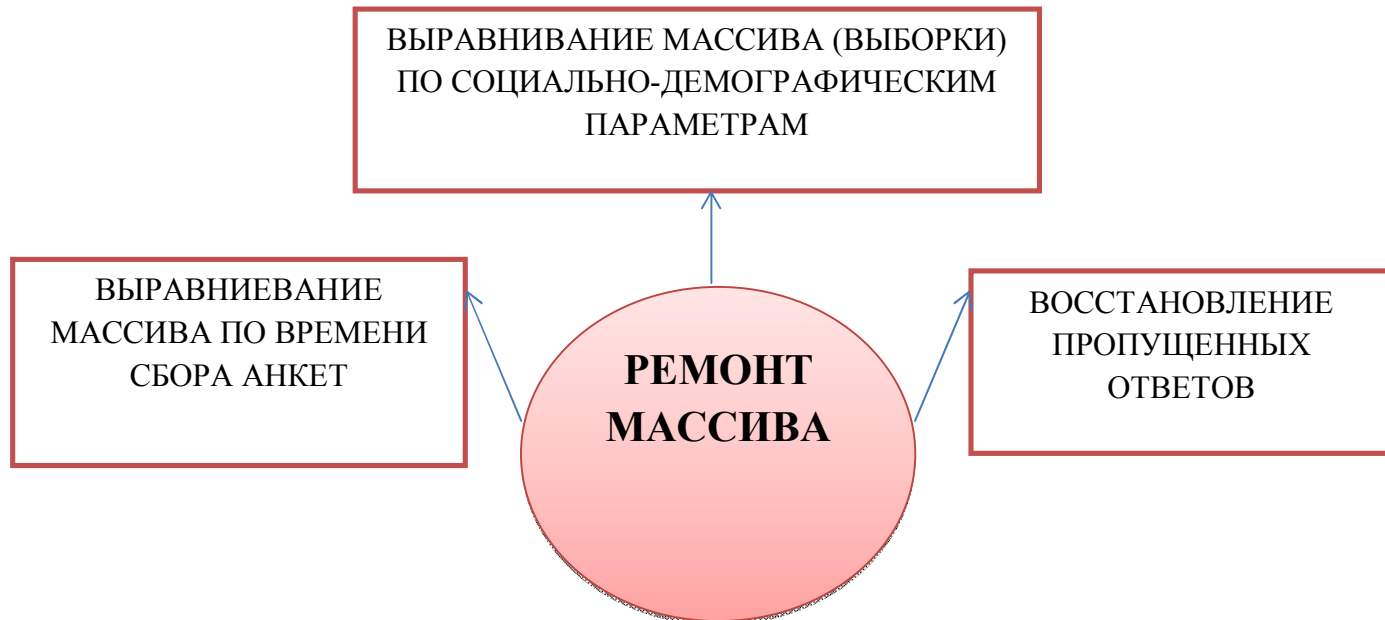 ВЫРАВНИВАНИЕ МАССИВА (ВЫБОРКИ)
ПО СОЦИАЛЬНО-ДЕМОГРАФИЧЕСКИМ
ПАРАМЕТРАМ
ВЫРАВНИЕВАНИЕ
МАССИВА ПО ВРЕМЕНИ
СБОРА АНКЕТ
РЕМОНТ
МАССИВА
ВОССТАНОВЛЕНИЕ
ПРОПУЩЕННЫХ
ОТВЕТОВ